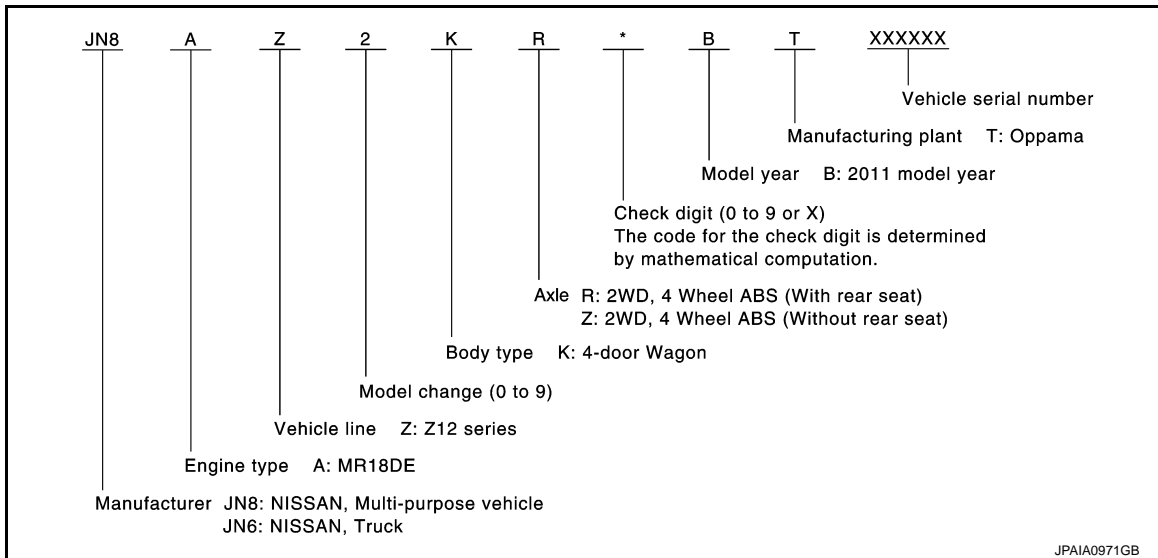 JN8 A Z 2 K R * B T XXXXXX
Vehicle serial number
Manufacturing plant T: Oppama
Model year B: 2011 model year
Check digit (0 to 9 or X)
The code for the check digit is determined
by mathematical computation.
Axle R: 2WD, 4 Wheel ABS (With rear seat)
Z: 2WD, 4 Wheel ABS (Without rear seat)
Body type K: 4-door Wagon
Model change (0 to 9)
Vehicle line Z: Z12 series
Engine type A: MR18DE
Manufacturer JN8: NISSAN, Multi-purpose vehicle
JN6: NISSAN, Truck
JPAIA0971GB